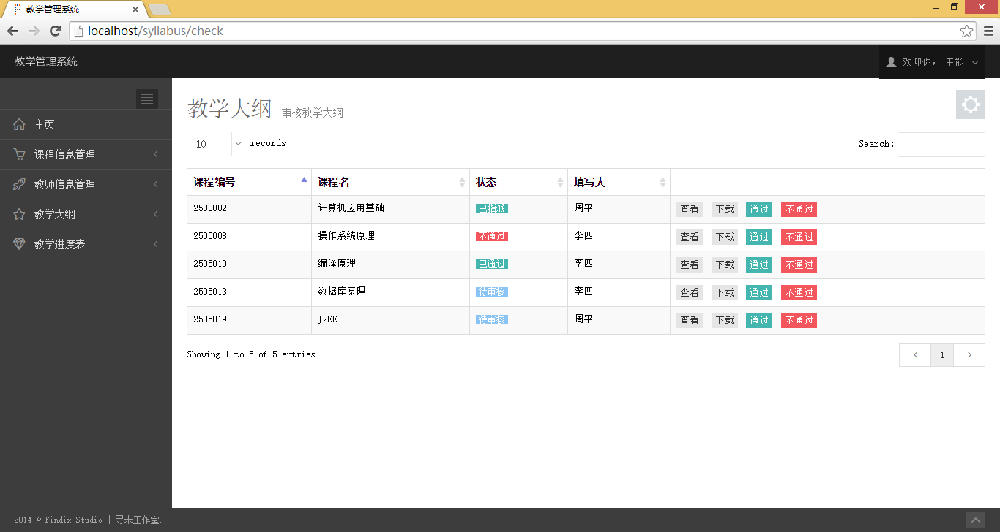 教学管理系统
localhost/syllabus/check
教学管理系统
欢迎你， 王能
主页
课程信息管理
教师信息管理
教学大纲
教学进度表
教学大纲 审核教学大纲
10 records
Search:
课程编号 课程名 状态 填写人
2500002 计算机应用基础 已指派 周平 查看 下载 通过 不通过
2505008 操作系统原理 不通过 李四 查看 下载 通过 不通过
2505010 编译原理 已通过 李四 查看 下载 通过 不通过
2505013 数据库原理 待审核 李四 查看 下载 通过 不通过
2505019 J2EE 待审核 周平 查看 下载 通过 不通过
Showing 1 to 5 of 5 entries
1
2014 © Findix Studio | 寻未工作室.